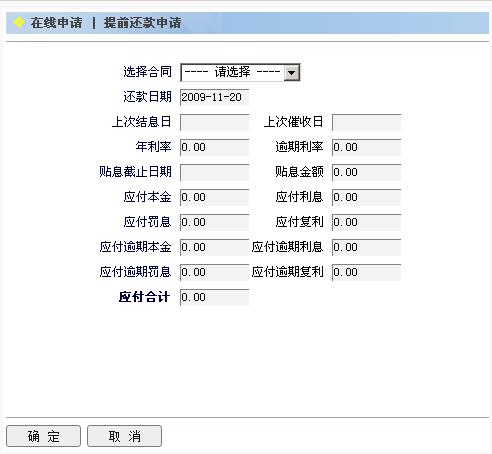 在线申请 | 提前还款申请
选择合同 ---- 请选择 ----
还款日期 2009-11-20
上次结息日 上次催收日
年利率 0.00 逾期利率 0.00
贴息截止日期 贴息金额 0.00
应付本金 0.00 应付利息 0.00
应付罚息 0.00 应付复利 0.00
应付逾期本金 0.00 应付逾期利息 0.00
应付逾期罚息 0.00 应付逾期复利 0.00
应付合计 0.00
确 定 取 消